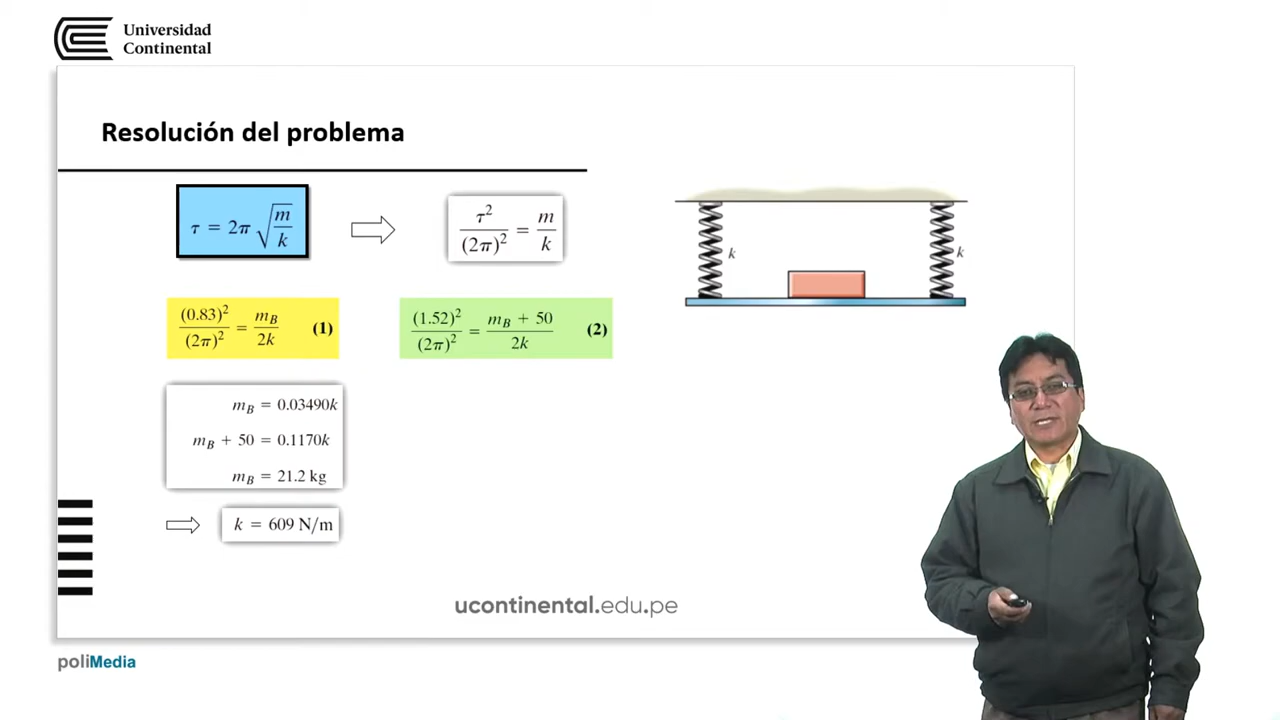 Universidad
Continental
Resolución del problema
τ = 2π √(m/k)
τ²/(2π)² = m/k
k
k
(0.83)²/(2π)² = m_B/2k (1)
(1.52)²/(2π)² = (m_B + 50)/2k (2)
m_B = 0.03490k
m_B + 50 = 0.1170k
m_B = 21.2 kg
k = 609 N/m
ucontinental.edu.pe
poliMedia